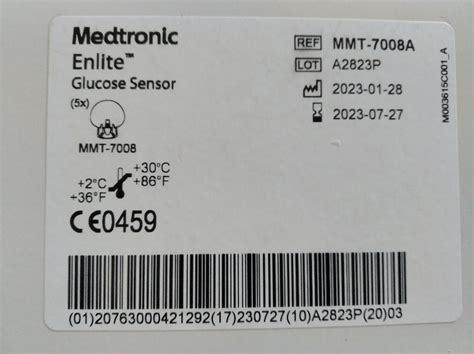 Medtronic
Enlite™
Glucose Sensor
(5x)
MMT-7008
+2°C
+36°F
+30°C
+86°F
CE0459
REF MMT-7008A
LOT A2823P
2023-01-28
2023-07-27
M003615C001_A
(01)20763000421292(17)230727(10)A2823P(20)03